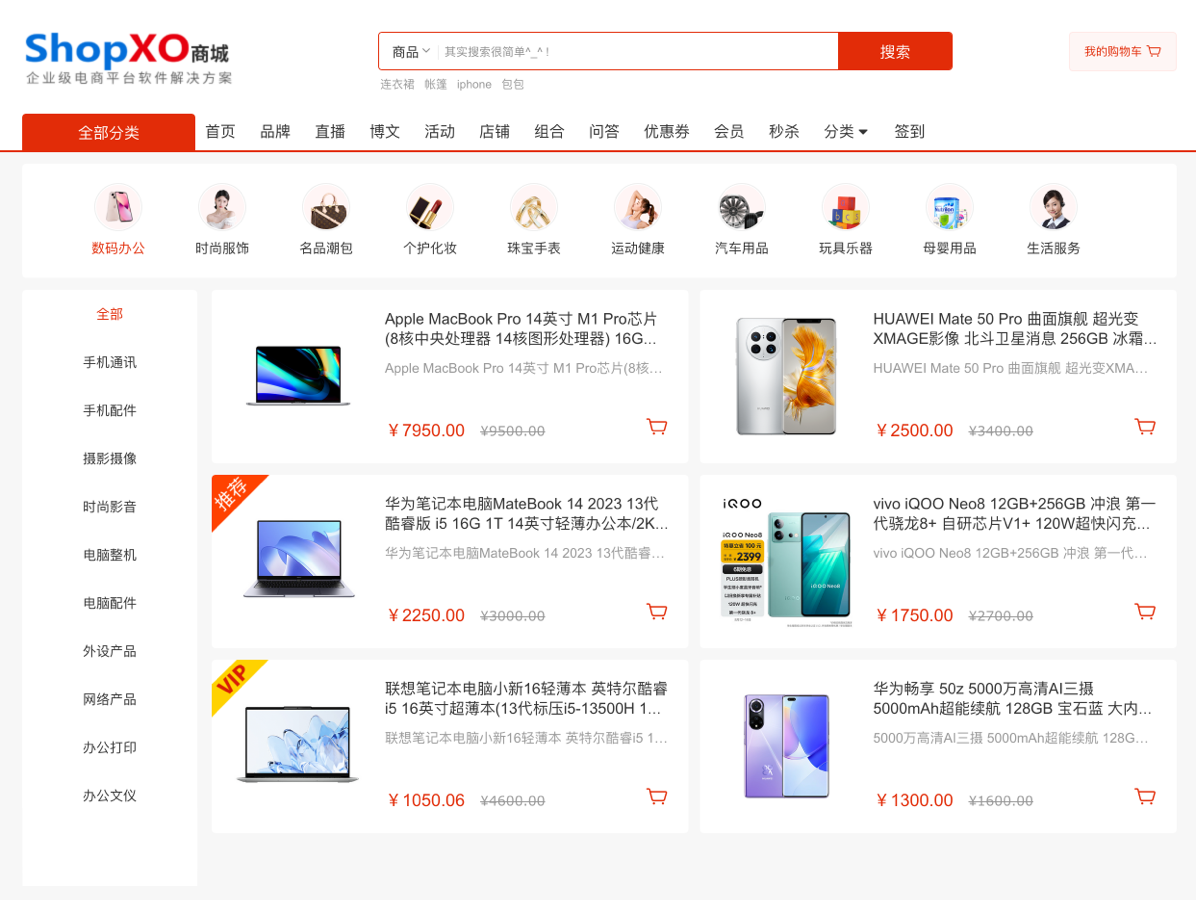 ShopXO商城
企业级电商平台软件解决方案
商品
其实搜索很简单^_^ !
搜索
我的购物车
连衣裙 帐篷 iphone 包包
全部分类
首页 品牌 直播 博文 活动 店铺 组合 问答 优惠券 会员 秒杀 分类 签到
数码办公
时尚服饰
名品潮包
个护化妆
珠宝手表
运动健康
汽车用品
玩具乐器
母婴用品
生活服务
全部
手机通讯
手机配件
摄影摄像
时尚影音
电脑整机
电脑配件
外设产品
网络产品
办公打印
办公文仪
Apple MacBook Pro 14英寸 M1 Pro芯片
(8核中央处理器 14核图形处理器) 16G...
Apple MacBook Pro 14英寸 M1 Pro芯片(8核...
￥7950.00 ¥9500.00
HUAWEI Mate 50 Pro 曲面旗舰 超光变
XMAGE影像 北斗卫星消息 256GB 冰霜...
HUAWEI Mate 50 Pro 曲面旗舰 超光变XMA...
￥2500.00 ¥3400.00
推荐
华为笔记本电脑MateBook 14 2023 13代
酷睿版 i5 16G 1T 14英寸轻薄办公本/2K...
华为笔记本电脑MateBook 14 2023 13代酷睿...
￥2250.00 ¥3000.00
iQOO
iQOO Neo8
2399
vivo iQOO Neo8 12GB+256GB 冲浪 第一
代骁龙8+ 自研芯片V1+ 120W超快闪充...
vivo iQOO Neo8 12GB+256GB 冲浪 第一代...
￥1750.00 ¥2700.00
VIP
联想笔记本电脑小新16轻薄本 英特尔酷睿
i5 16英寸超薄本(13代标压i5-13500H 1...
联想笔记本电脑小新16轻薄本 英特尔酷睿i5 1...
￥1050.06 ¥4600.00
华为畅享 50z 5000万高清AI三摄
5000mAh超能续航 128GB 宝石蓝 大内...
5000万高清AI三摄 5000mAh超能续航 128G...
￥1300.00 ¥1600.00